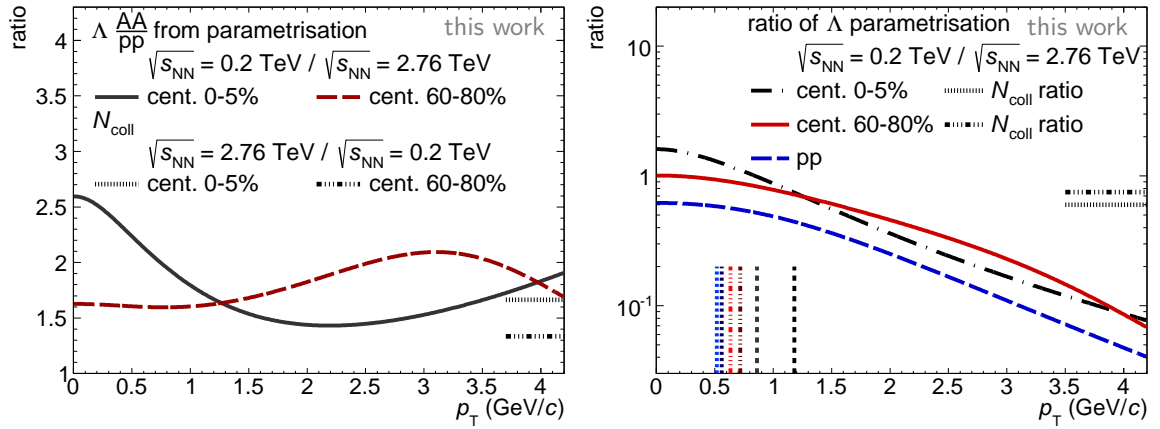 ratio
Λ AA/pp from parametrisation
this work
√sNN = 0.2 TeV / √sNN = 2.76 TeV
cent. 0-5%
cent. 60-80%
Ncoll
√sNN = 2.76 TeV / √sNN = 0.2 TeV
cent. 0-5%
cent. 60-80%
4
3.5
3
2.5
2
1.5
1
0 0.5 1 1.5 2 2.5 3 3.5 4
pT (GeV/c)
ratio
ratio of Λ parametrisation
this work
√sNN = 0.2 TeV / √sNN = 2.76 TeV
cent. 0-5%
Ncoll ratio
cent. 60-80%
Ncoll ratio
pp
10
1
10⁻¹
0 0.5 1 1.5 2 2.5 3 3.5 4
pT (GeV/c)